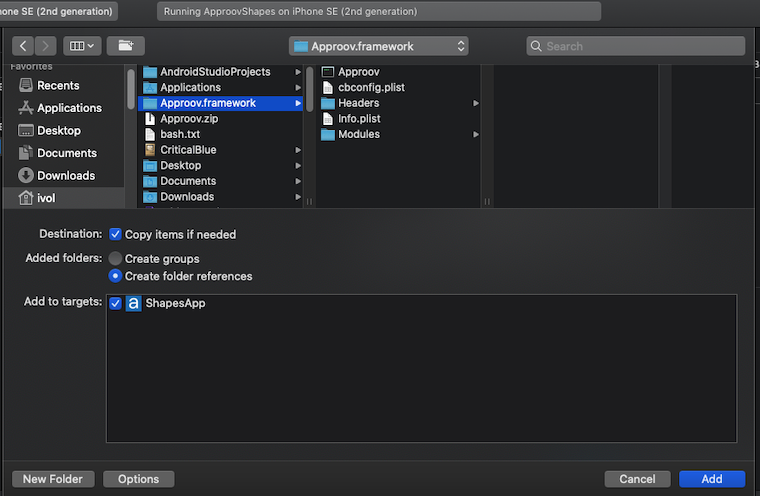 hone SE (2nd generation)
Running ApproovShapes on iPhone SE (2nd generation)
Approov.framework
Search
Favorites
Recents
Applications
Desktop
Documents
Downloads
ivol
AndroidStudioProjects
Applications
Approov.framework
Approov.zip
bash.txt
CriticalBlue
Desktop
Documents
Downloads
Approov
cbconfig.plist
Headers
Info.plist
Modules
Destination:
Copy items if needed
Added folders:
Create groups
Create folder references
Add to targets:
a ShapesApp
New Folder
Options
Cancel
Add